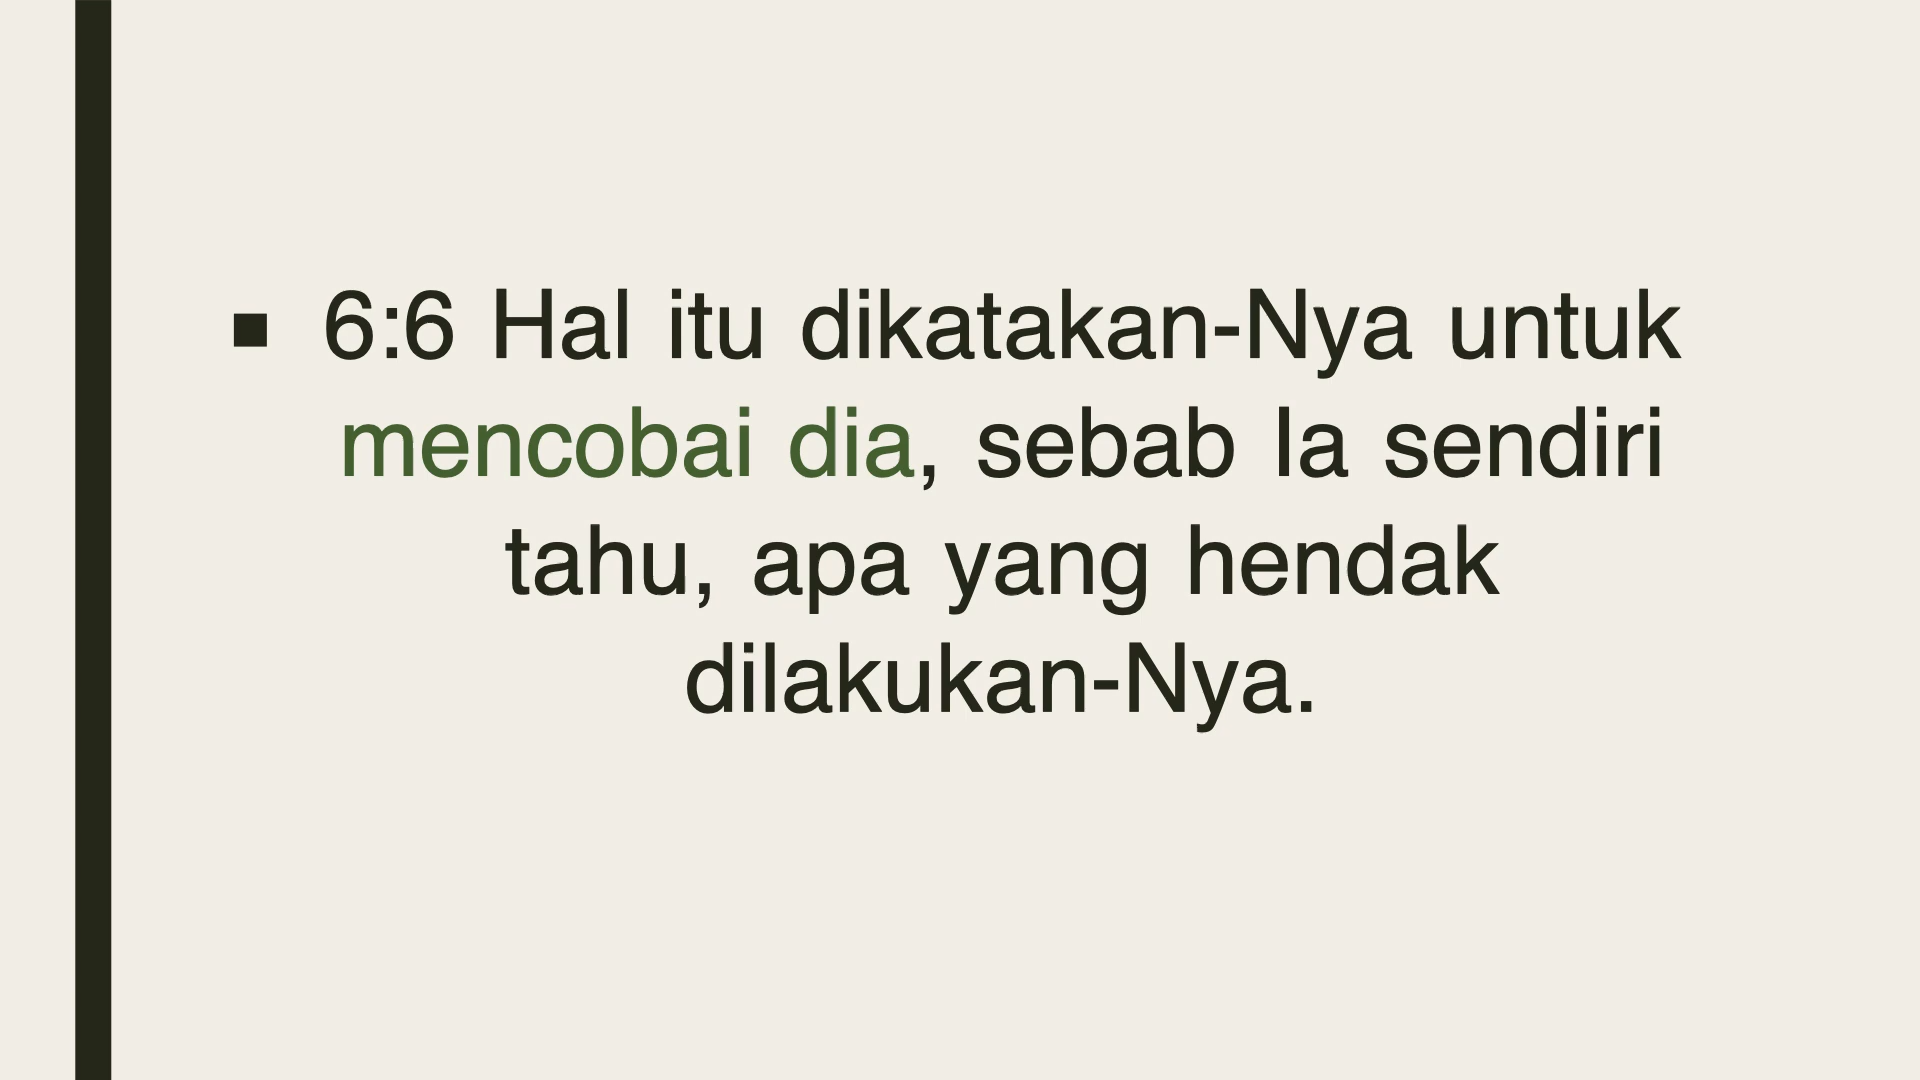 ▪ 6:6 Hal itu dikatakan-Nya untuk
mencobai dia, sebab Ia sendiri
tahu, apa yang hendak
dilakukan-Nya.